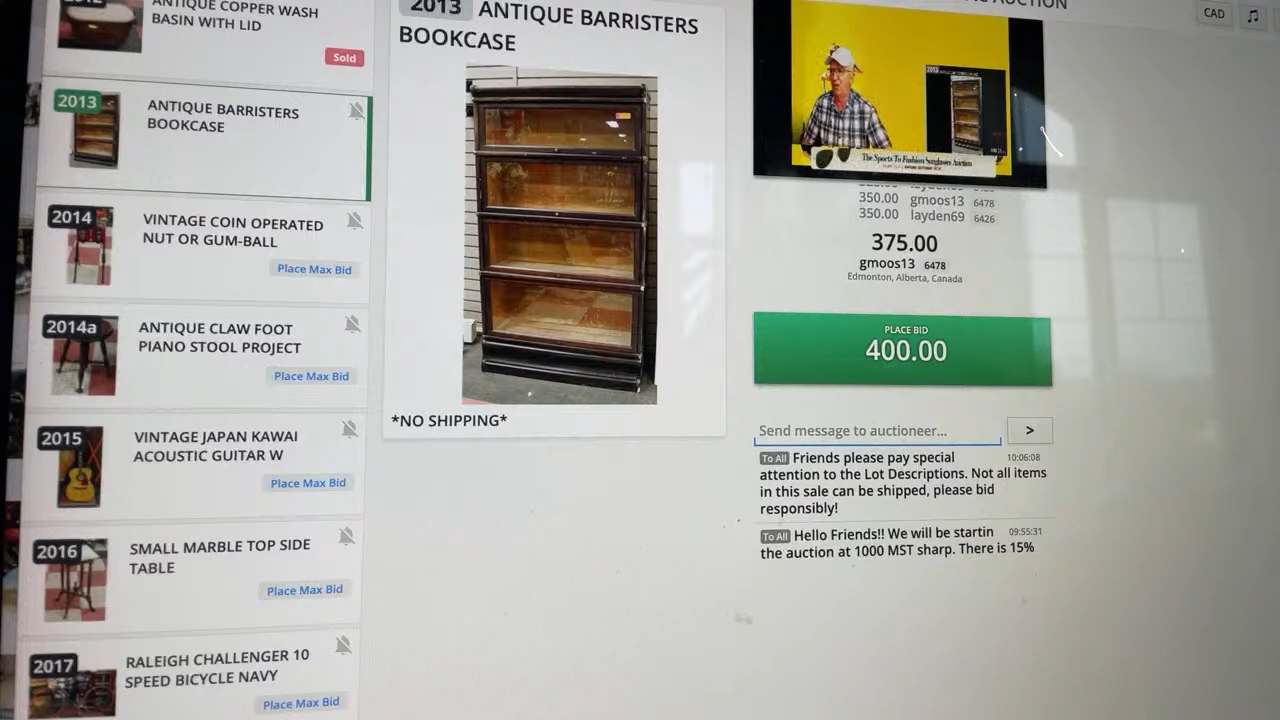 ANTIQUE COPPER WASH
BASIN WITH LID
Sold
2013
ANTIQUE BARRISTERS
BOOKCASE
2014
VINTAGE COIN OPERATED
NUT OR GUM-BALL
Place Max Bid
2014a
ANTIQUE CLAW FOOT
PIANO STOOL PROJECT
Place Max Bid
2015
VINTAGE JAPAN KAWAI
ACOUSTIC GUITAR W
Place Max Bid
2016
SMALL MARBLE TOP SIDE
TABLE
Place Max Bid
2017
RALEIGH CHALLENGER 10
SPEED BICYCLE NAVY
Place Max Bid
2013 ANTIQUE BARRISTERS
BOOKCASE
*NO SHIPPING*
AUCTION
CAD
The Sports To Fashion Sunglasses Auction
350.00 gmoos13 6478
350.00 layden69 6426
375.00
gmoos13 6478
Edmonton, Alberta, Canada
PLACE BID
400.00
Send message to auctioneer...
>
To All Friends please pay special 10:06:08
attention to the Lot Descriptions. Not all items
in this sale can be shipped, please bid
responsibly!
To All Hello Friends!! We will be startin 09:55:31
the auction at 1000 MST sharp. There is 15%